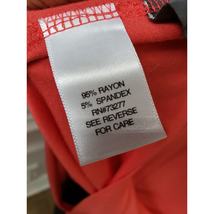 95% RAYON
5% SPANDEX
RN#73277
SEE REVERSE
FOR CARE